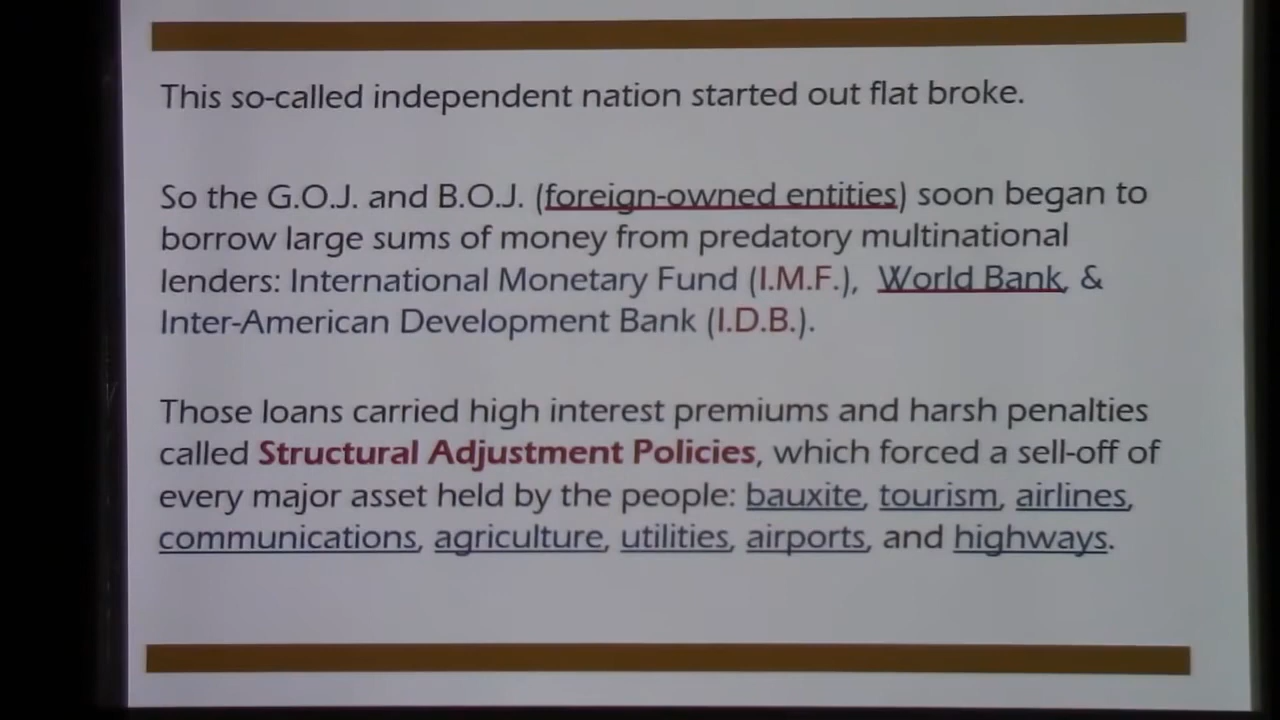 This so-called independent nation started out flat broke.
So the G.O.J. and B.O.J. (foreign-owned entities) soon began to
borrow large sums of money from predatory multinational
lenders: International Monetary Fund (I.M.F.), World Bank, &
Inter-American Development Bank (I.D.B.).
Those loans carried high interest premiums and harsh penalties
called Structural Adjustment Policies, which forced a sell-off of
every major asset held by the people: bauxite, tourism, airlines,
communications, agriculture, utilities, airports, and highways.